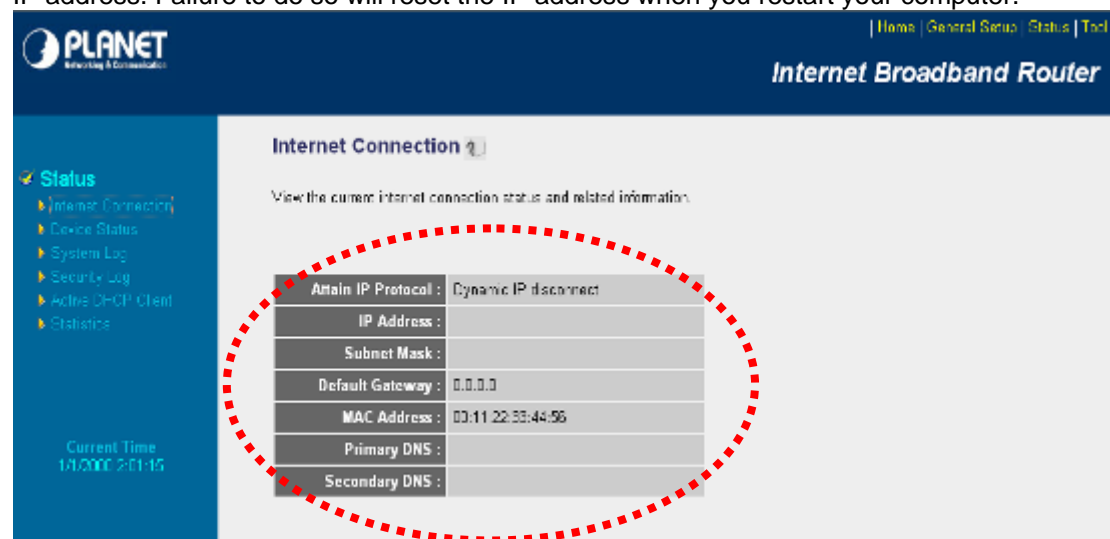 IP address. Failure to do so will reset the IP address when you restart your computer.
PLANET
Networking & Communication
| Home | General Setup | Status | Tool
Internet Broadband Router
Internet Connection
View the current internet connection status and related information.
Status
Internet Connection
Device Status
System Log
Security Log
Active DHCP Client
Statistics
Current Time
1/1/2000 2:01:15
Attain IP Protocol : Dynamic IP disconnect
IP Address :
Subnet Mask :
Default Gateway : 0.0.0.0
MAC Address : 00:11:22:33:44:56
Primary DNS :
Secondary DNS :